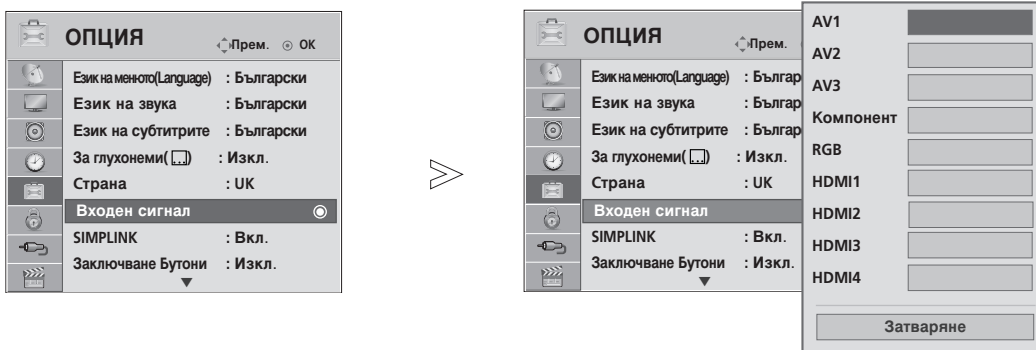 ОПЦИЯ Прем. OK
Език на менюто(Language) : Български
Език на звука : Български
Език на субтитрите : Български
За глухонеми( ) : Изкл.
Страна : UK
Входен сигнал
SIMPLINK : Вкл.
Заключване Бутони : Изкл.
ОПЦИЯ Прем.
Език на менюто(Language) : Българ
Език на звука : Българ
Език на субтитрите : Българ
За глухонеми( ) : Изкл.
Страна : UK
Входен сигнал
SIMPLINK : Вкл.
Заключване Бутони : Изкл.
AV1
AV2
AV3
Компонент
RGB
HDMI1
HDMI2
HDMI3
HDMI4
Затваряне